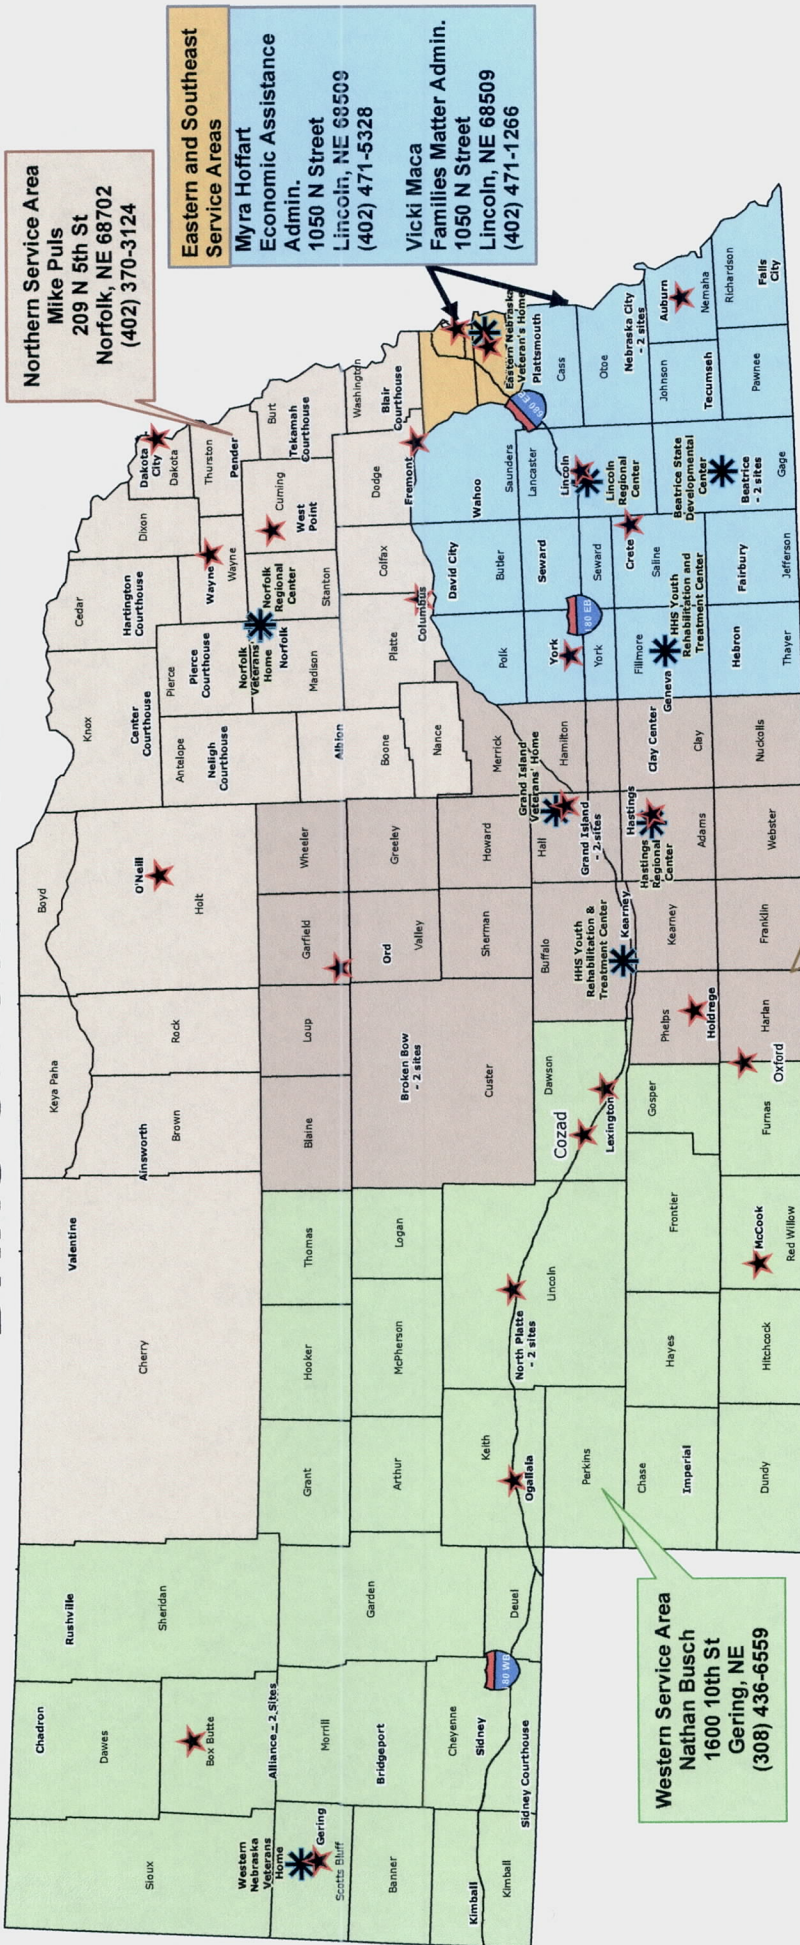 Northern Service Area
Mike Puls
209 N 5th St
Norfolk, NE 68702
(402) 370-3124
Eastern and Southeast
Service Areas
Myra Hoffart
Economic Assistance
Admin.
1050 N Street
Lincoln, NE 68509
(402) 471-5328
Vicki Maca
Families Matter Admin.
1050 N Street
Lincoln, NE 68509
(402) 471-1266
Western Service Area
Nathan Busch
1600 10th St
Gering, NE
(308) 436-6559
Sioux
Chadron
Dawes
Box Butte
Alliance - 2 Sites
Rushville
Sheridan
Western
Nebraska
Veterans
Home
Gering
Scotts Bluff
Banner
Kimball
Kimball
Morrill
Bridgeport
Cheyenne
Sidney
Sidney Courthouse
80 WB
Garden
Deuel
Valentine
Cherry
Grant
Hooker
Thomas
Arthur
McPherson
Logan
Keith
Ogallala
North Platte
- 2 sites
Lincoln
Perkins
Chase
Imperial
Hayes
Frontier
Dundy
Hitchcock
McCook
Red Willow
Keya Paha
Ainsworth
Brown
Rock
Boyd
O'Neill
Holt
Blaine
Loup
Garfield
Wheeler
Broken Bow
- 2 sites
Custer
Ord
Valley
Greeley
Sherman
Howard
Cozad
Lexington
Dawson
Gosper
Furnas
Oxford
Buffalo
HHS Youth
Rehabilitation &
Treatment Center
Kearney
Phelps
Holdrege
Harlan
Kearney
Franklin
Hall
Grand Island
Veterans' Home
Grand Island
- 2 sites
Hastings
Hastings
Regional
Center
Adams
Webster
Merrick
Hamilton
Clay Center
Clay
Nuckolls
Knox
Center
Courthouse
Cedar
Hartington
Courthouse
Dixon
Dakota
City
Dakota
Antelope
Neligh
Courthouse
Pierce
Pierce
Courthouse
Wayne
Wayne
Thurston
Pender
Norfolk
Veterans
Home
Norfolk
Norfolk
Regional
Center
Madison
Stanton
Cuming
West
Point
Burt
Tekamah
Courthouse
Albion
Boone
Nance
Platte
Columbus
Colfax
Dodge
Fremont
Washington
Blair
Courthouse
Polk
David City
Butler
Wahoo
Saunders
York
York
80 EB
Seward
Seward
Lancaster
Lincoln
Lincoln
Regional
Center
680 EB
Eastern Nebraska
Veteran's Home
Plattsmouth
Cass
Otoe
Nebraska City
- 2 sites
Fillmore
Geneva
HHS Youth
Rehabilitation and
Treatment Center
Crete
Saline
Beatrice State
Developmental
Center
Beatrice
- 2 sites
Gage
Johnson
Tecumseh
Auburn
Nemaha
Hebron
Thayer
Fairbury
Jefferson
Pawnee
Richardson
Falls
City